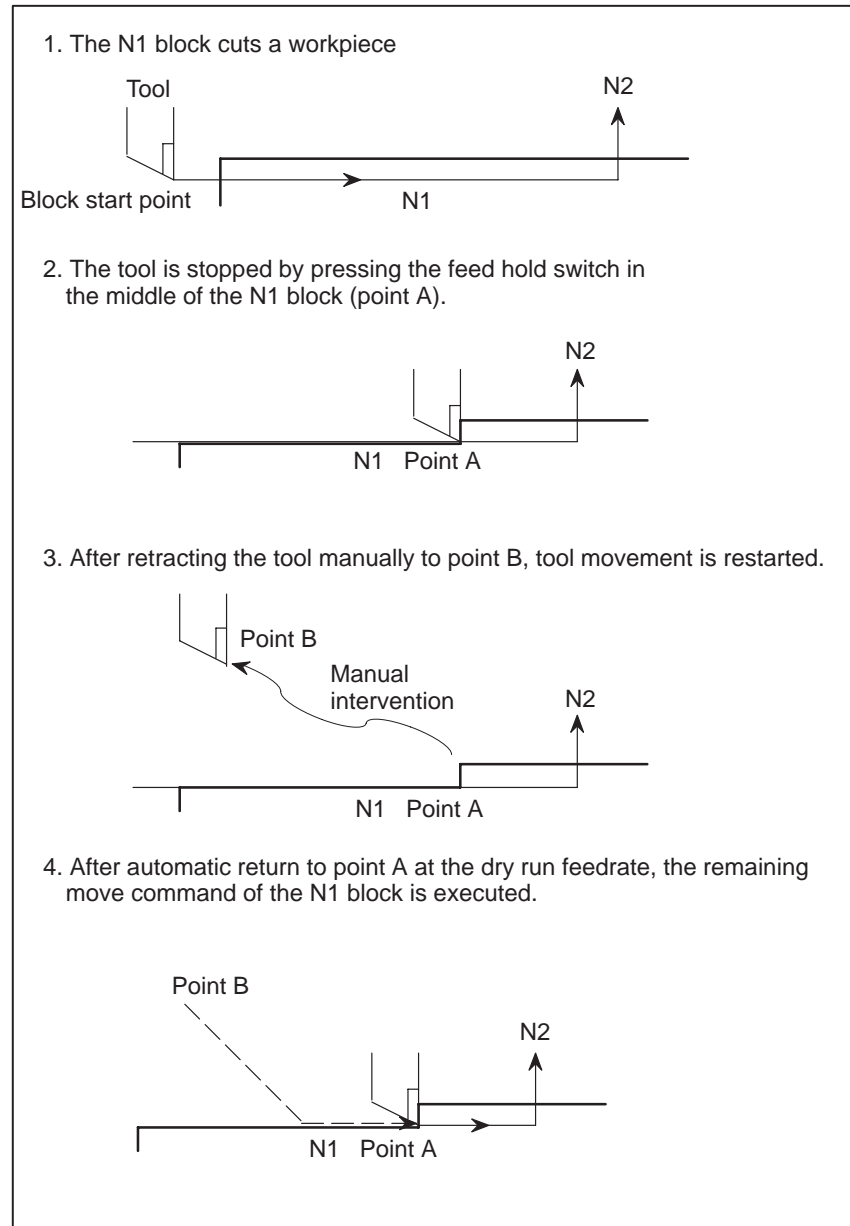 1. The N1 block cuts a workpiece
Tool
N2
Block start point
N1
2. The tool is stopped by pressing the feed hold switch in
the middle of the N1 block (point A).
N2
N1 Point A
3. After retracting the tool manually to point B, tool movement is restarted.
Point B
Manual
intervention
N2
N1 Point A
4. After automatic return to point A at the dry run feedrate, the remaining
move command of the N1 block is executed.
Point B
N2
N1 Point A